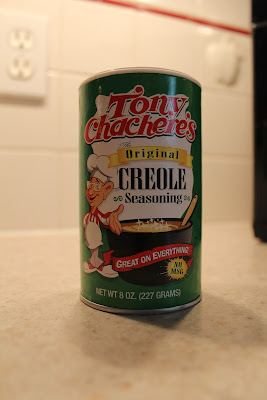 Tony
Chachere's
Original
CREOLE
Seasoning
GREAT ON EVERYTHING
NO
MSG
NET WT 8 OZ. (227 GRAMS)